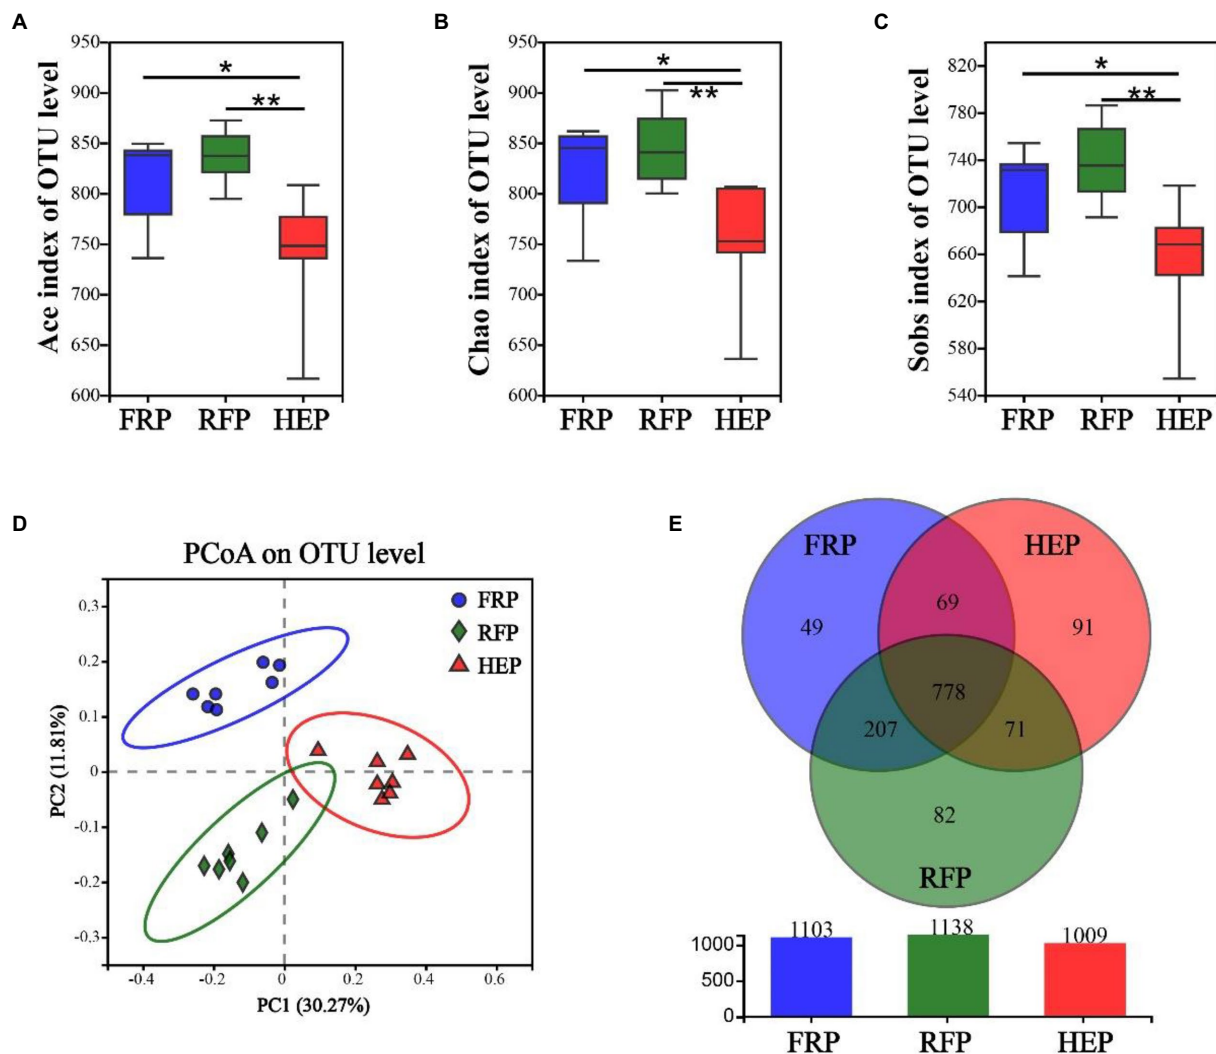 A
B
C
Ace index of OTU level
950
900
850
800
750
700
650
600
*
**
FRP
RFP
HEP
Chao index of OTU level
950
900
850
800
750
700
650
600
*
**
FRP
RFP
HEP
Sobs index of OTU level
820
780
740
700
660
620
580
540
*
**
FRP
RFP
HEP
D
PCoA on OTU level
PC2 (11.81%)
0.3
0.2
0.1
0
-0.1
-0.2
-0.3
FRP
RFP
HEP
-0.4
-0.2
0
0.2
0.4
0.6
PC1 (30.27%)
E
FRP
HEP
69
49
91
778
207
71
82
RFP
1103
1138
1009
1000
500
0
FRP
RFP
HEP